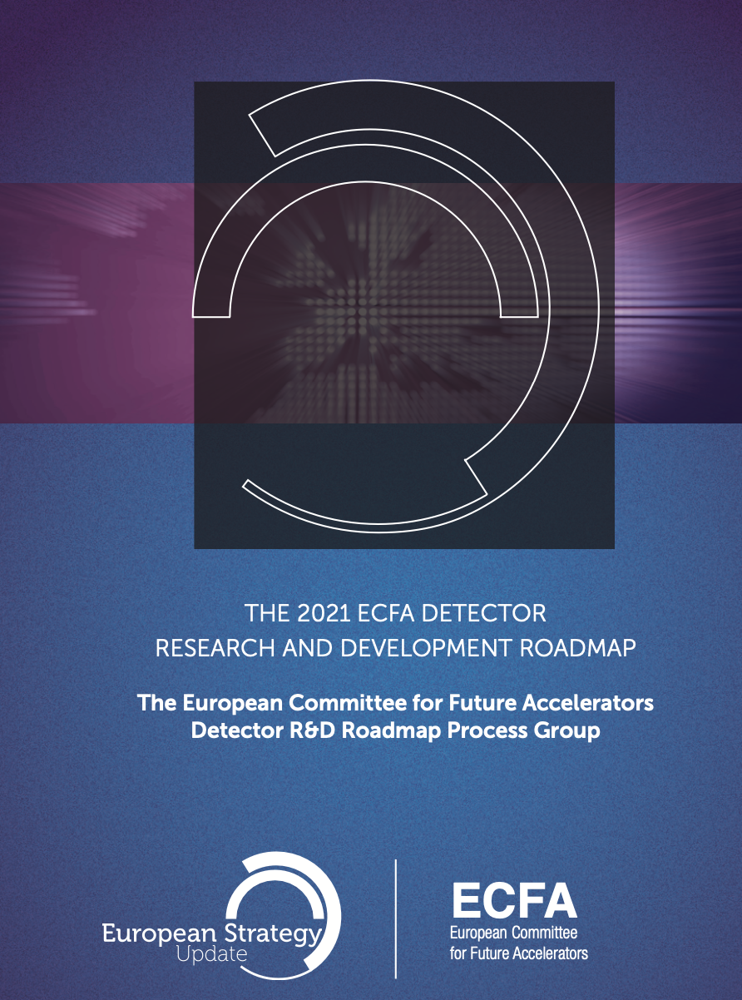 THE 2021 ECFA DETECTOR
RESEARCH AND DEVELOPMENT ROADMAP
The European Committee for Future Accelerators
Detector R&D Roadmap Process Group
European Strategy
Update
ECFA
European Committee
for Future Accelerators